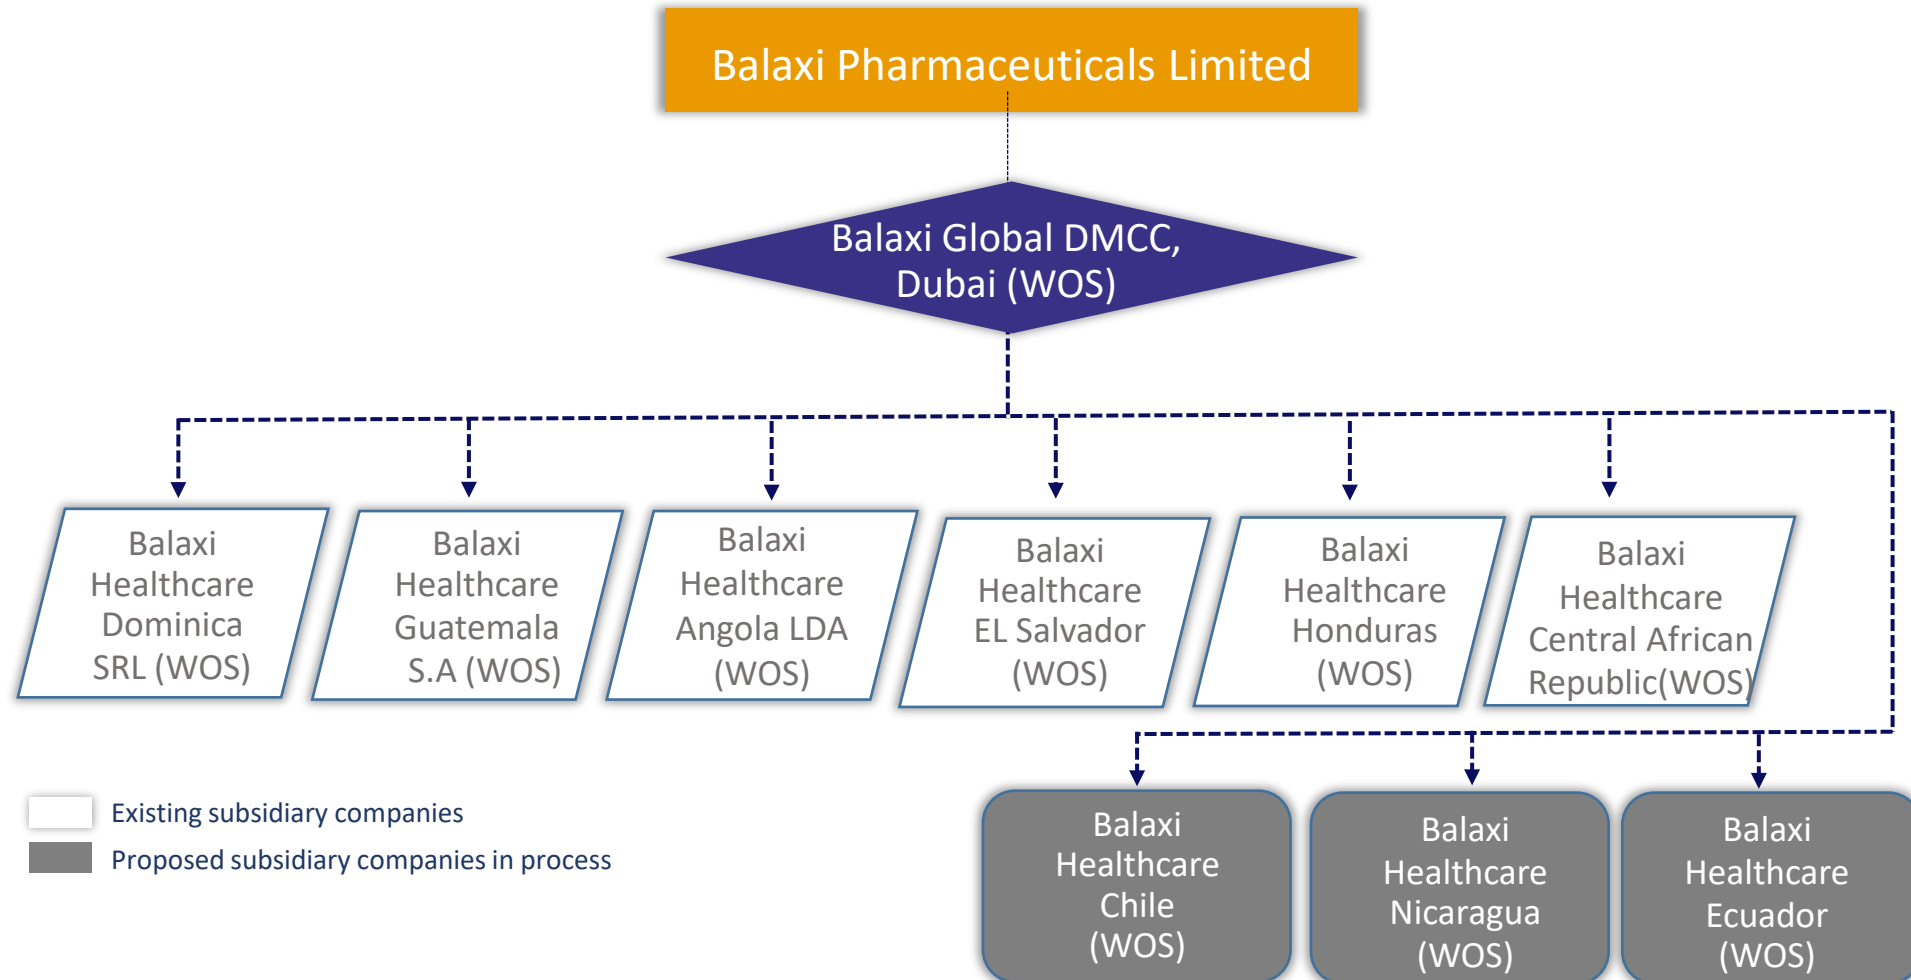 Balaxi Pharmaceuticals Limited
Balaxi Global DMCC,
Dubai (WOS)
Balaxi
Healthcare
Dominica
SRL (WOS)
Balaxi
Healthcare
Guatemala
S.A (WOS)
Balaxi
Healthcare
Angola LDA
(WOS)
Balaxi
Healthcare
EL Salvador
(WOS)
Balaxi
Healthcare
Honduras
(WOS)
Balaxi
Healthcare
Central African
Republic(WOS)
Existing subsidiary companies
Proposed subsidiary companies in process
Balaxi
Healthcare
Chile
(WOS)
Balaxi
Healthcare
Nicaragua
(WOS)
Balaxi
Healthcare
Ecuador
(WOS)